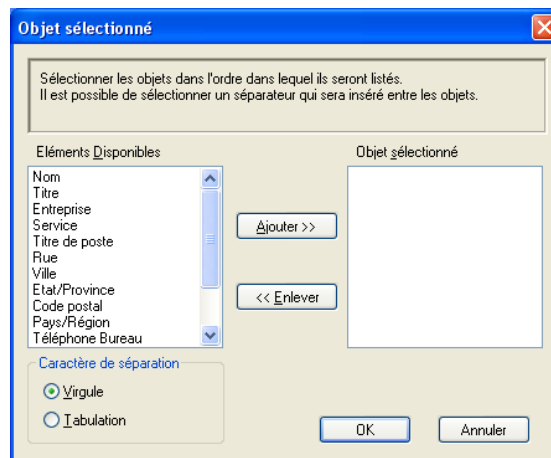 Objet sélectionné
Sélectionner les objets dans l'ordre dans lequel ils seront listés.
Il est possible de sélectionner un séparateur qui sera inséré entre les objets.
Eléments Disponibles
Objet sélectionné
Nom
Titre
Entreprise
Service
Titre de poste
Rue
Ville
Etat/Province
Code postal
Pays/Région
Téléphone Bureau
Ajouter >>
<< Enlever
Caractère de séparation
Virgule
Tabulation
OK
Annuler